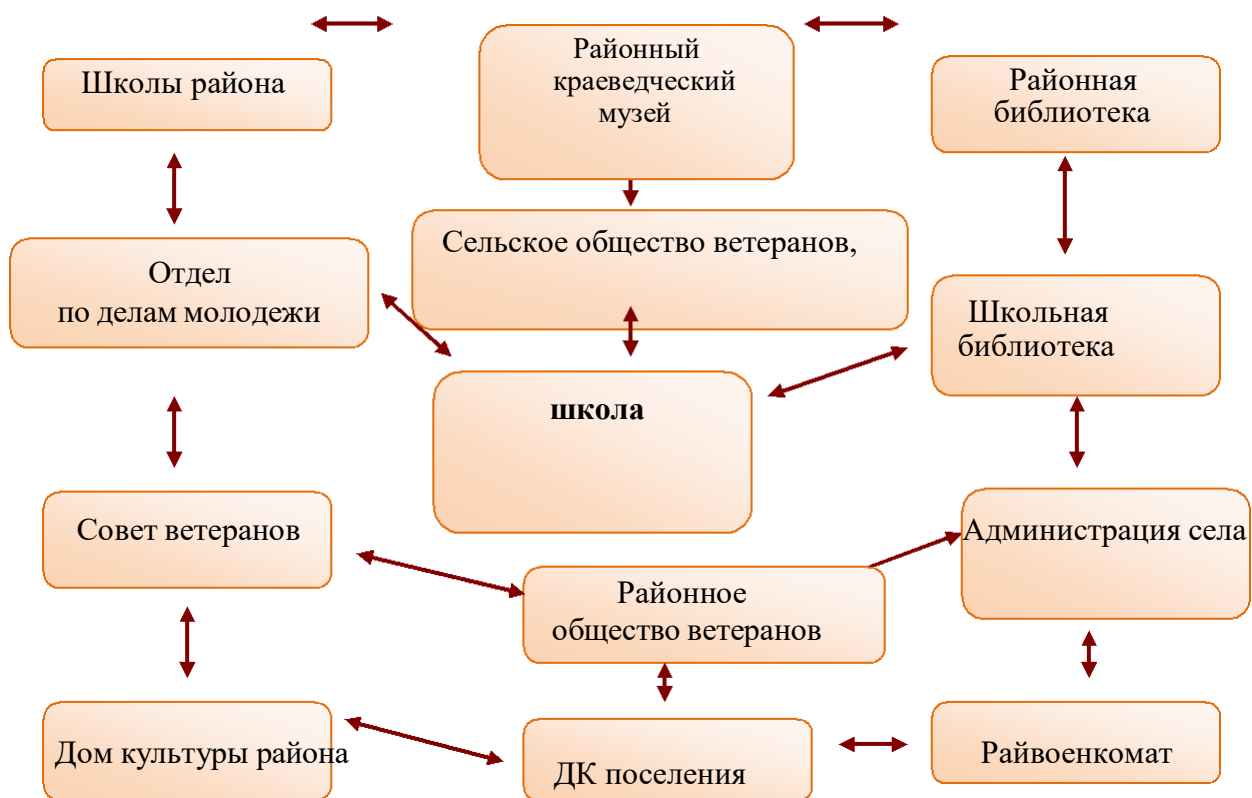 Школы района
Районный
краеведческий
музей
Районная
библиотека
Отдел
по делам молодежи
Сельское общество ветеранов,
Школьная
библиотека
школа
Совет ветеранов
Районное
общество ветеранов
Администрация села
Дом культуры района
ДК поселения
Райвоенкомат